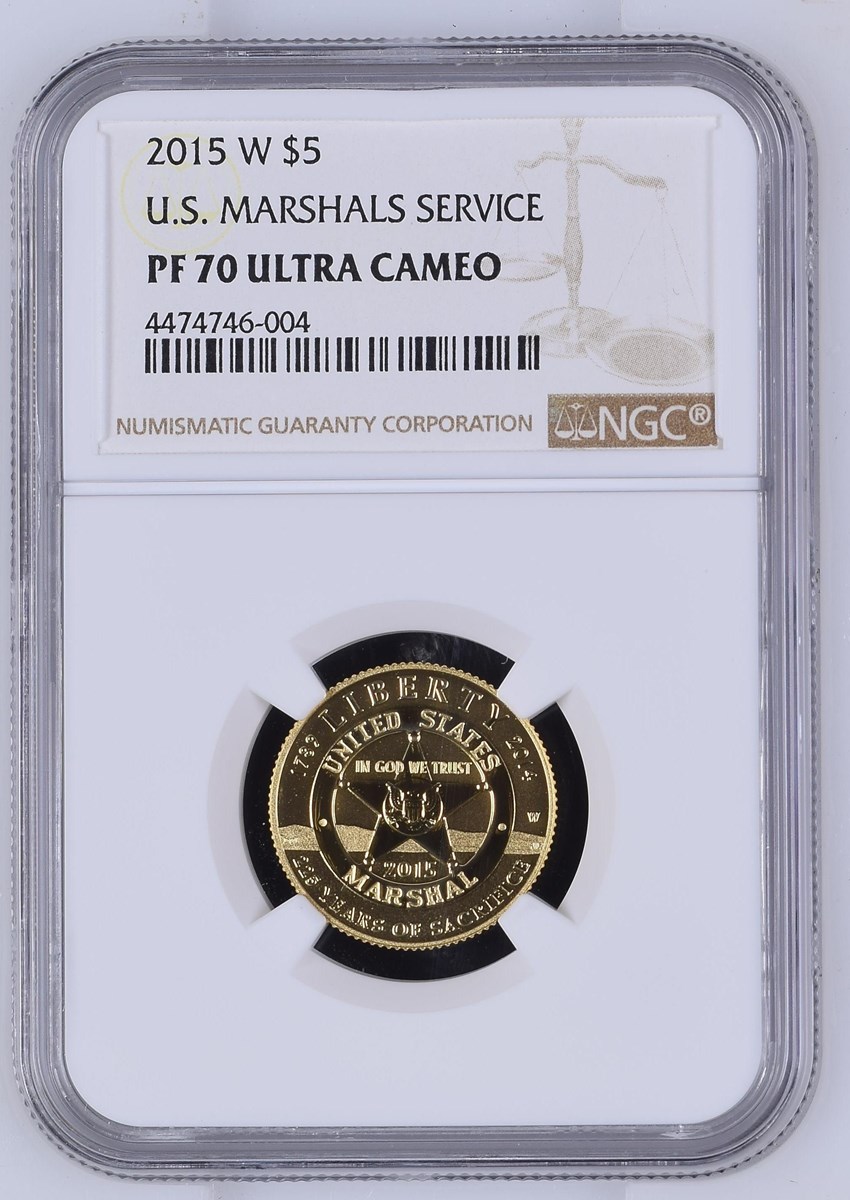 2015 W $5
U.S. MARSHALS SERVICE
PF 70 ULTRA CAMEO
4474746-004
NUMISMATIC GUARANTY CORPORATION
NGC®
LIBERTY
1789
2014
UNITED STATES
IN GOD WE TRUST
W
2015
MARSHAL
225 YEARS OF SACRIFICE